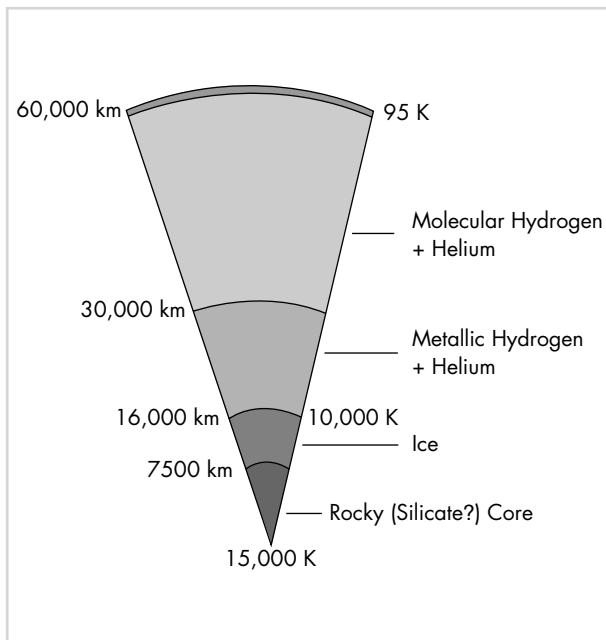 60,000 km
95 K
Molecular Hydrogen
+ Helium
30,000 km
Metallic Hydrogen
+ Helium
16,000 km
10,000 K
Ice
7500 km
Rocky (Silicate?) Core
15,000 K